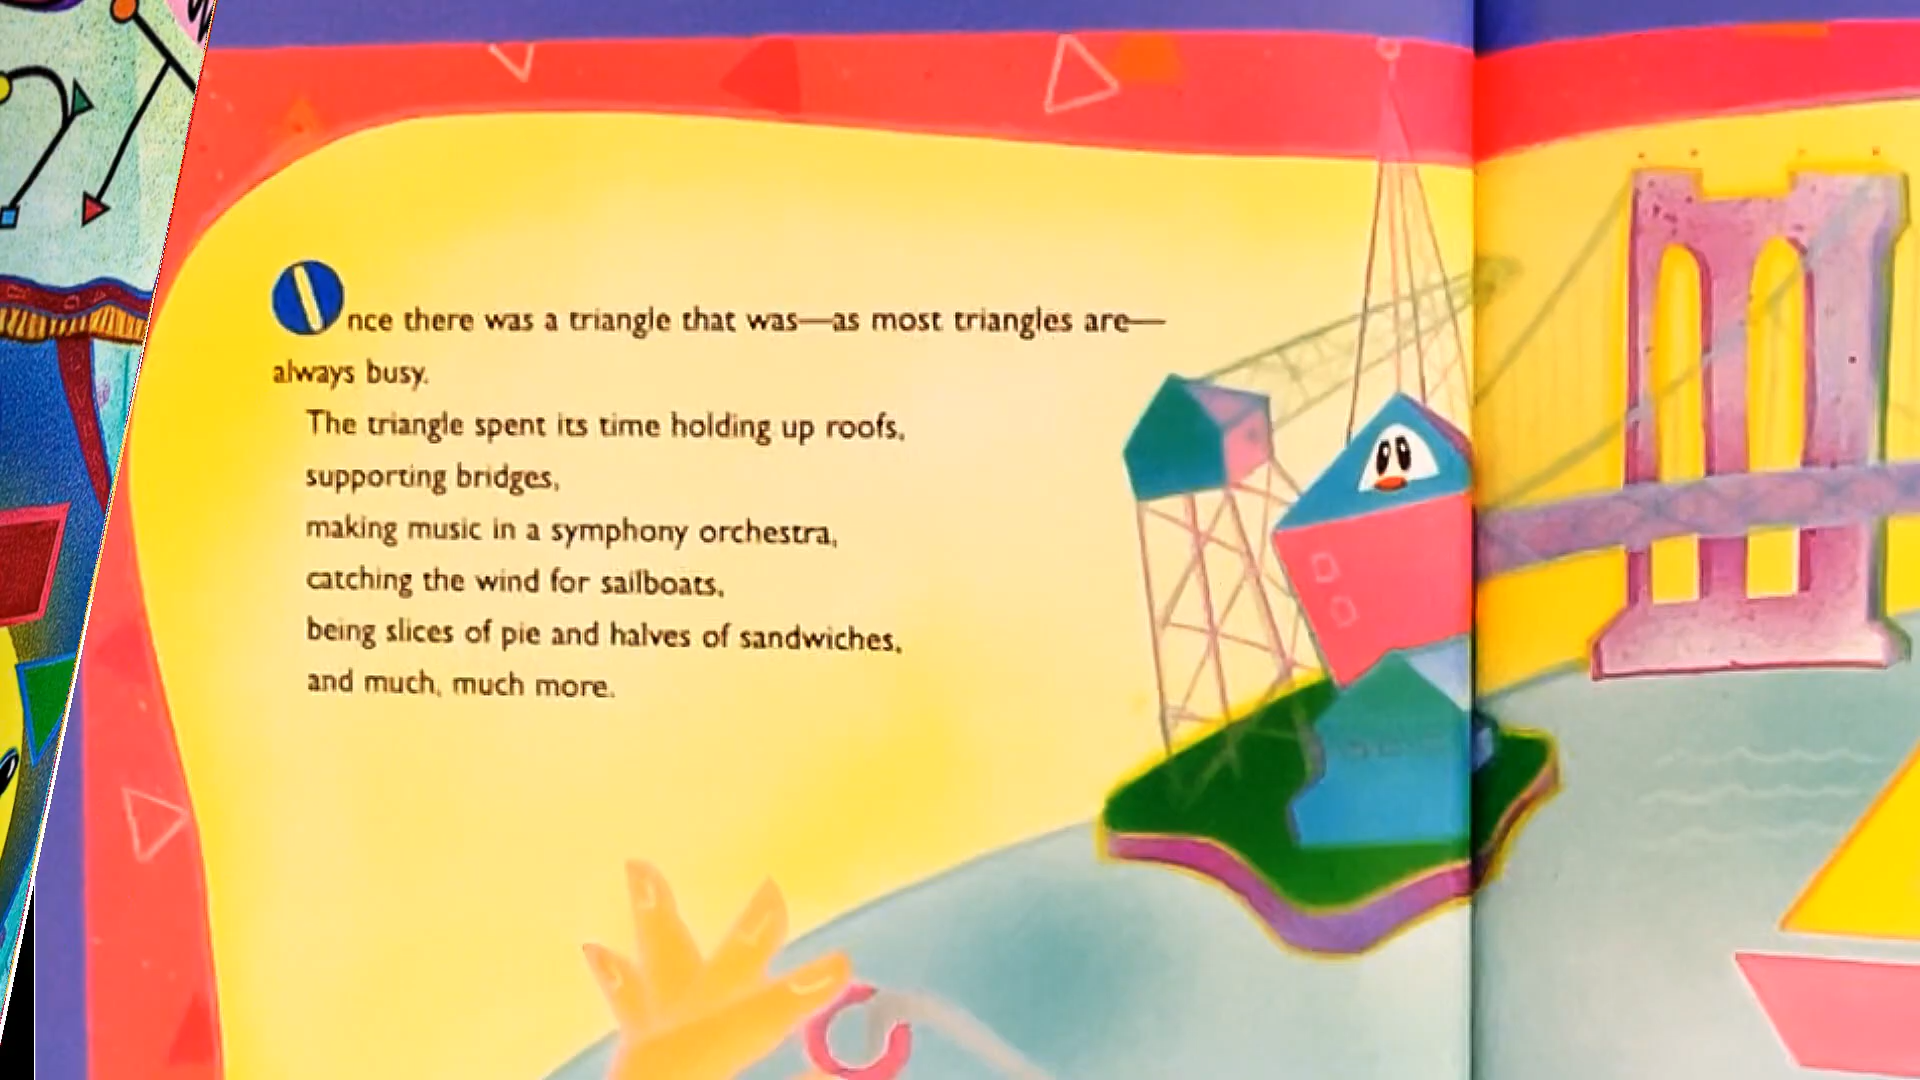 Once there was a triangle that was—as most triangles are—
always busy.
The triangle spent its time holding up roofs,
supporting bridges,
making music in a symphony orchestra,
catching the wind for sailboats,
being slices of pie and halves of sandwiches,
and much, much more.